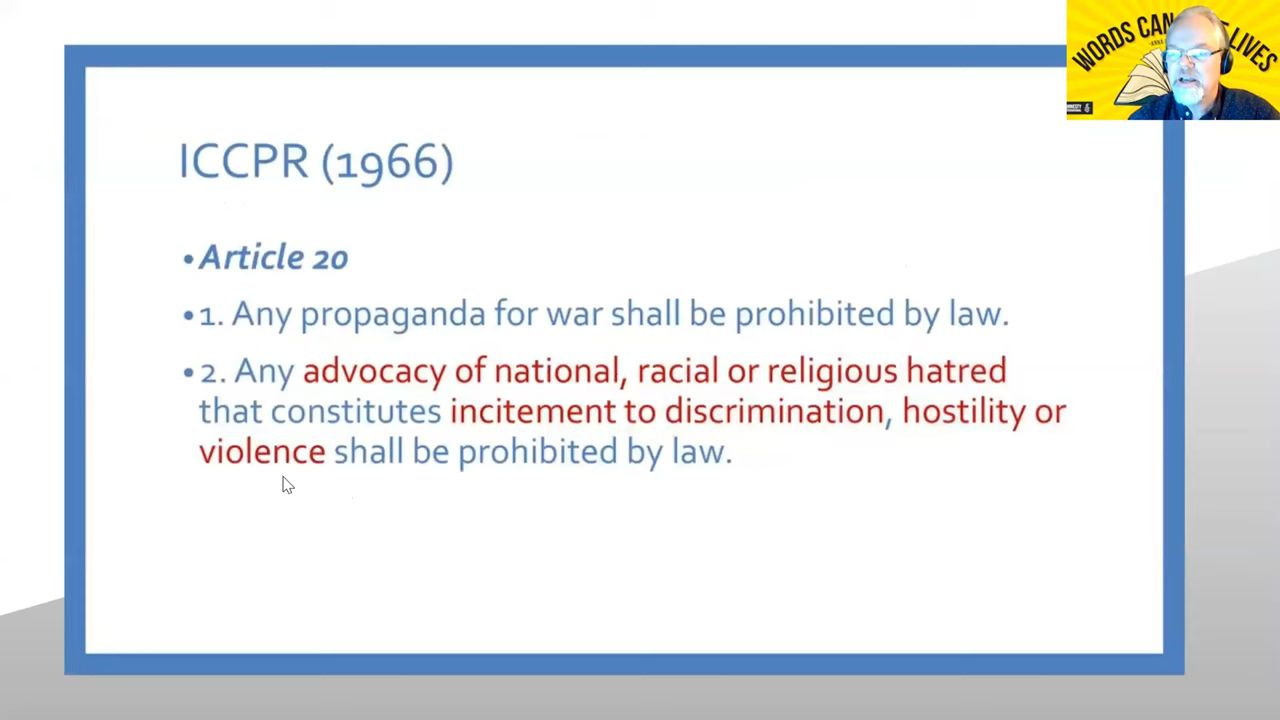 WORDS CAN
LIVES
ICCPR (1966)
• Article 20
• 1. Any propaganda for war shall be prohibited by law.
• 2. Any advocacy of national, racial or religious hatred
that constitutes incitement to discrimination, hostility or
violence shall be prohibited by law.